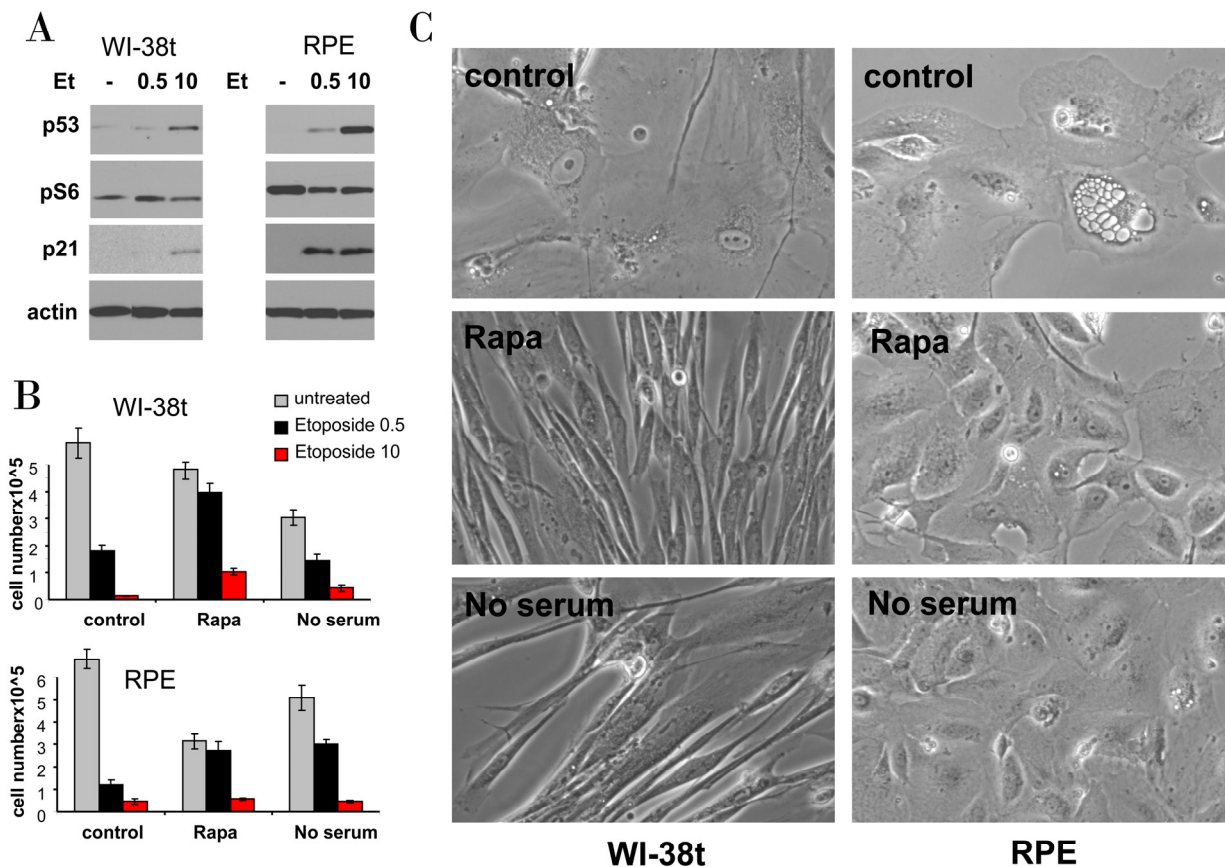 A
WI-38t
RPE
Et - 0.5 10
Et - 0.5 10
p53
pS6
p21
actin
B
WI-38t
untreated
Etoposide 0.5
Etoposide 10
cell numberx10^5
5
4
3
2
1
0
control Rapa No serum
RPE
cell numberx10^5
6
5
4
3
2
1
0
control Rapa No serum
C
control
control
Rapa
Rapa
No serum
No serum
WI-38t
RPE